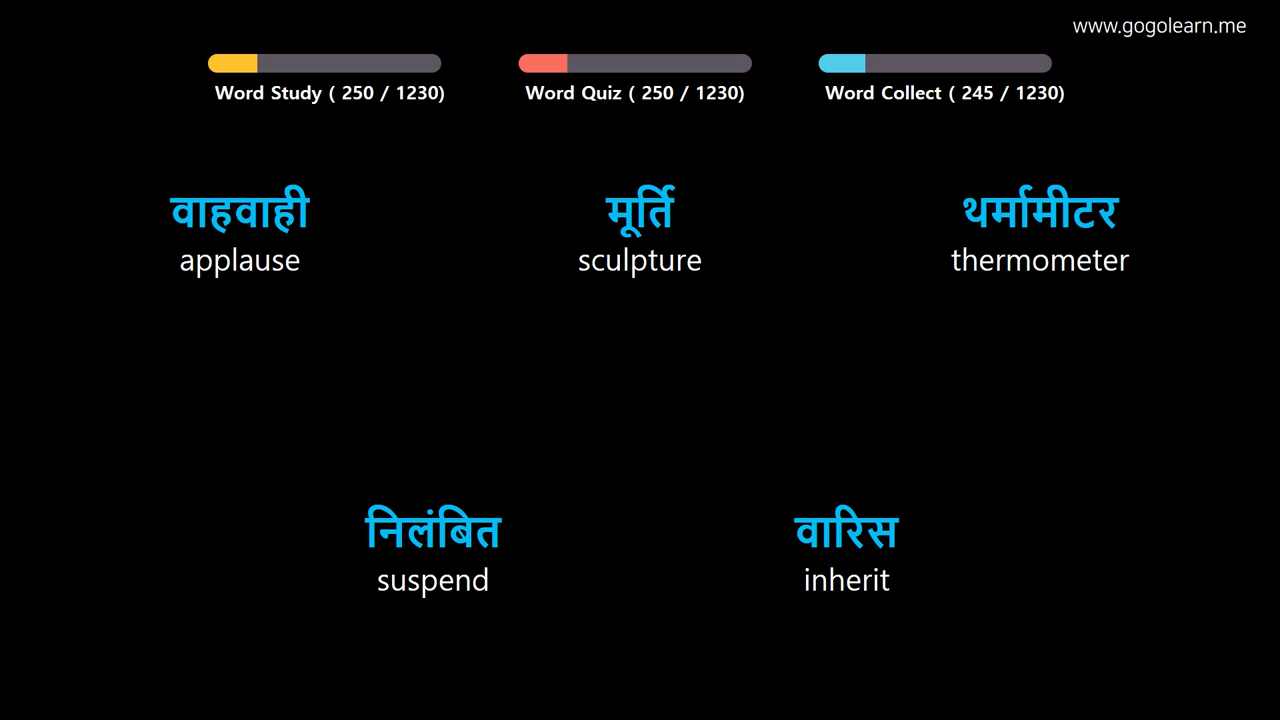 www.gogolearn.me
Word Study ( 250 / 1230)
Word Quiz ( 250 / 1230)
Word Collect ( 245 / 1230)
वाहवाही
applause
मूर्ति
sculpture
थर्मामीटर
thermometer
निलंबित
suspend
वारिस
inherit